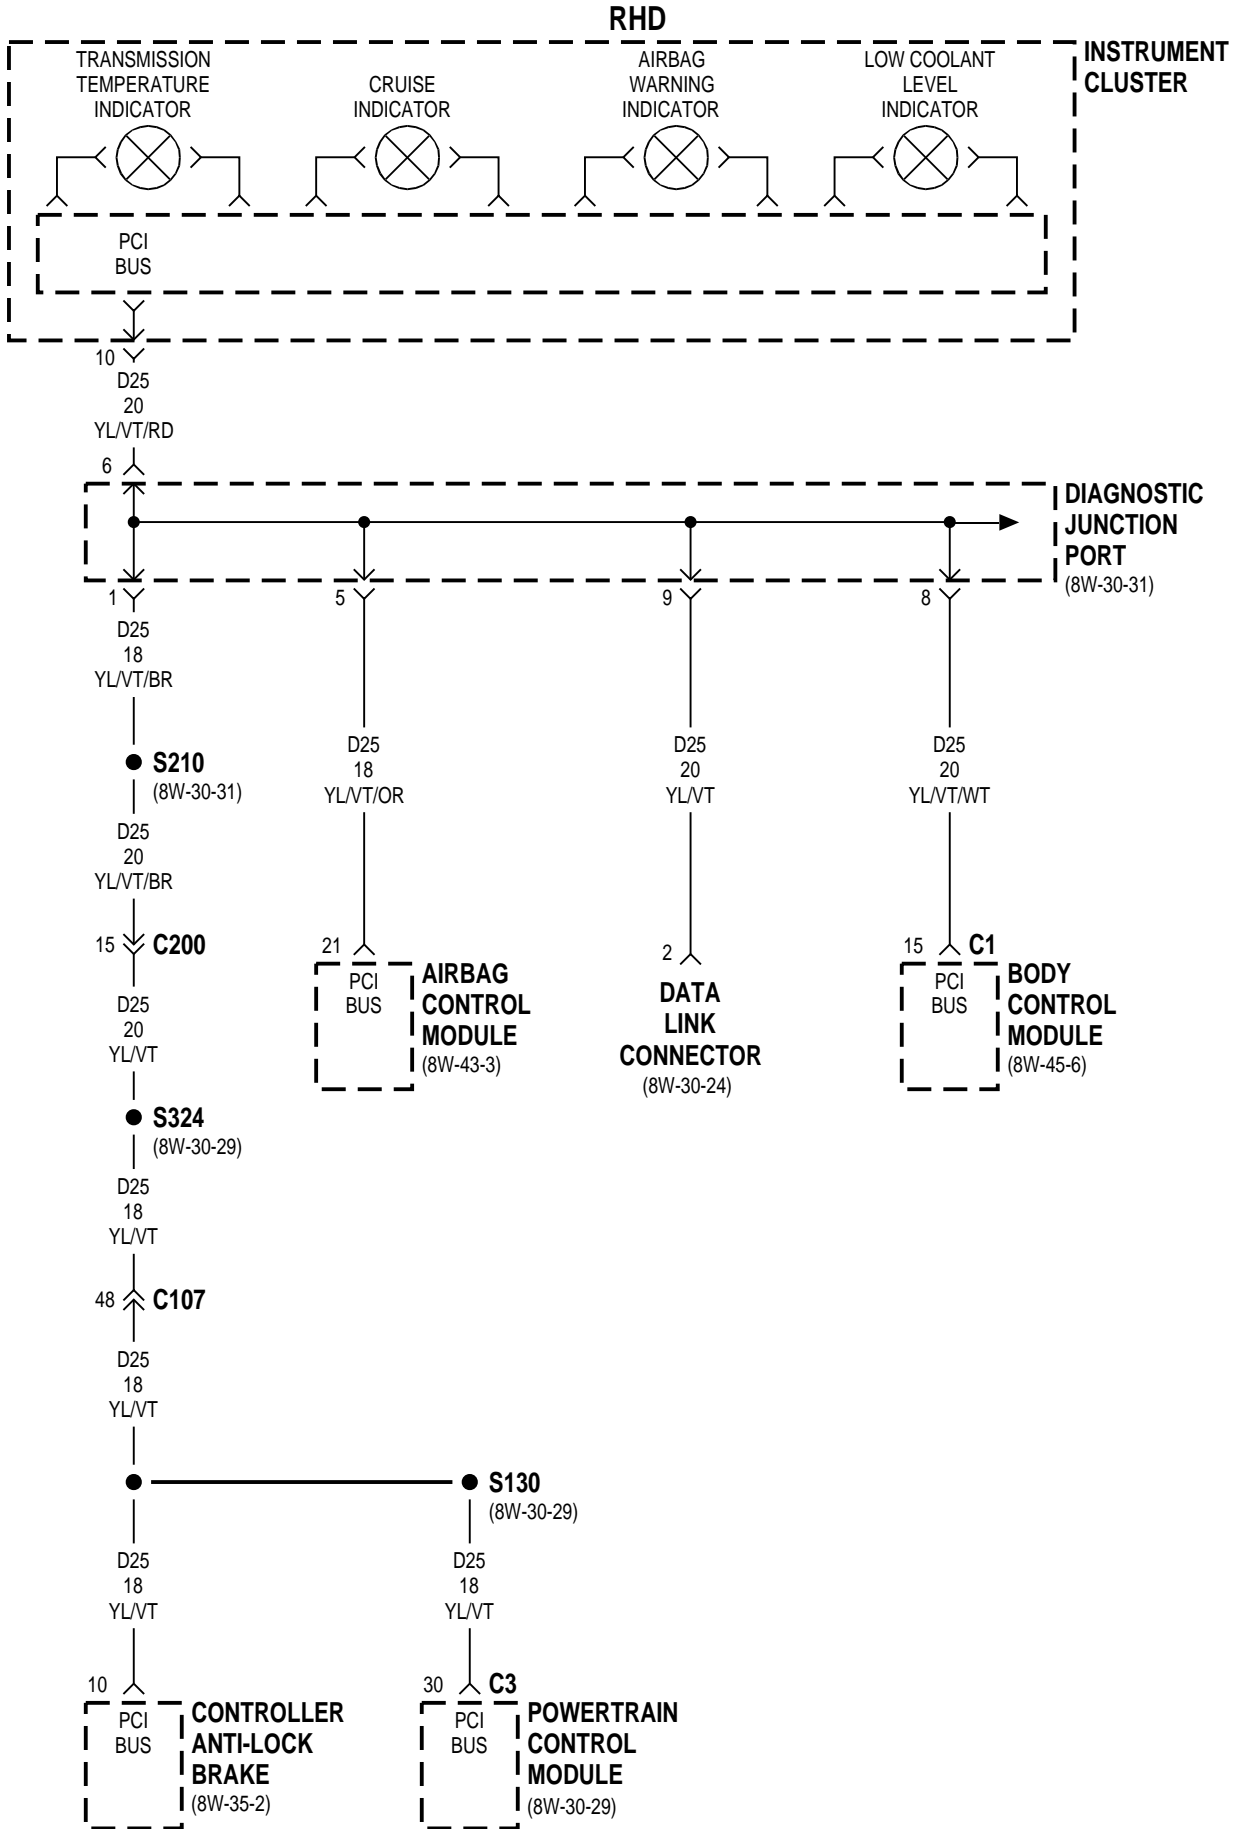 RHD
INSTRUMENT
CLUSTER
TRANSMISSION
TEMPERATURE
INDICATOR
CRUISE
INDICATOR
AIRBAG
WARNING
INDICATOR
LOW COOLANT
LEVEL
INDICATOR
PCI
BUS
10
D25
20
YL/VT/RD
6
DIAGNOSTIC
JUNCTION
PORT
(8W-30-31)
1
5
9
8
D25
18
YL/VT/BR
S210
(8W-30-31)
D25
20
YL/VT/BR
15
C200
D25
20
YL/VT
S324
(8W-30-29)
D25
18
YL/VT
48
C107
D25
18
YL/VT
D25
18
YL/VT/OR
21
PCI
BUS
AIRBAG
CONTROL
MODULE
(8W-43-3)
D25
20
YL/VT
2
DATA
LINK
CONNECTOR
(8W-30-24)
D25
20
YL/VT/WT
15
C1
PCI
BUS
BODY
CONTROL
MODULE
(8W-45-6)
S130
(8W-30-29)
D25
18
YL/VT
10
PCI
BUS
CONTROLLER
ANTI-LOCK
BRAKE
(8W-35-2)
D25
18
YL/VT
30
C3
PCI
BUS
POWERTRAIN
CONTROL
MODULE
(8W-30-29)